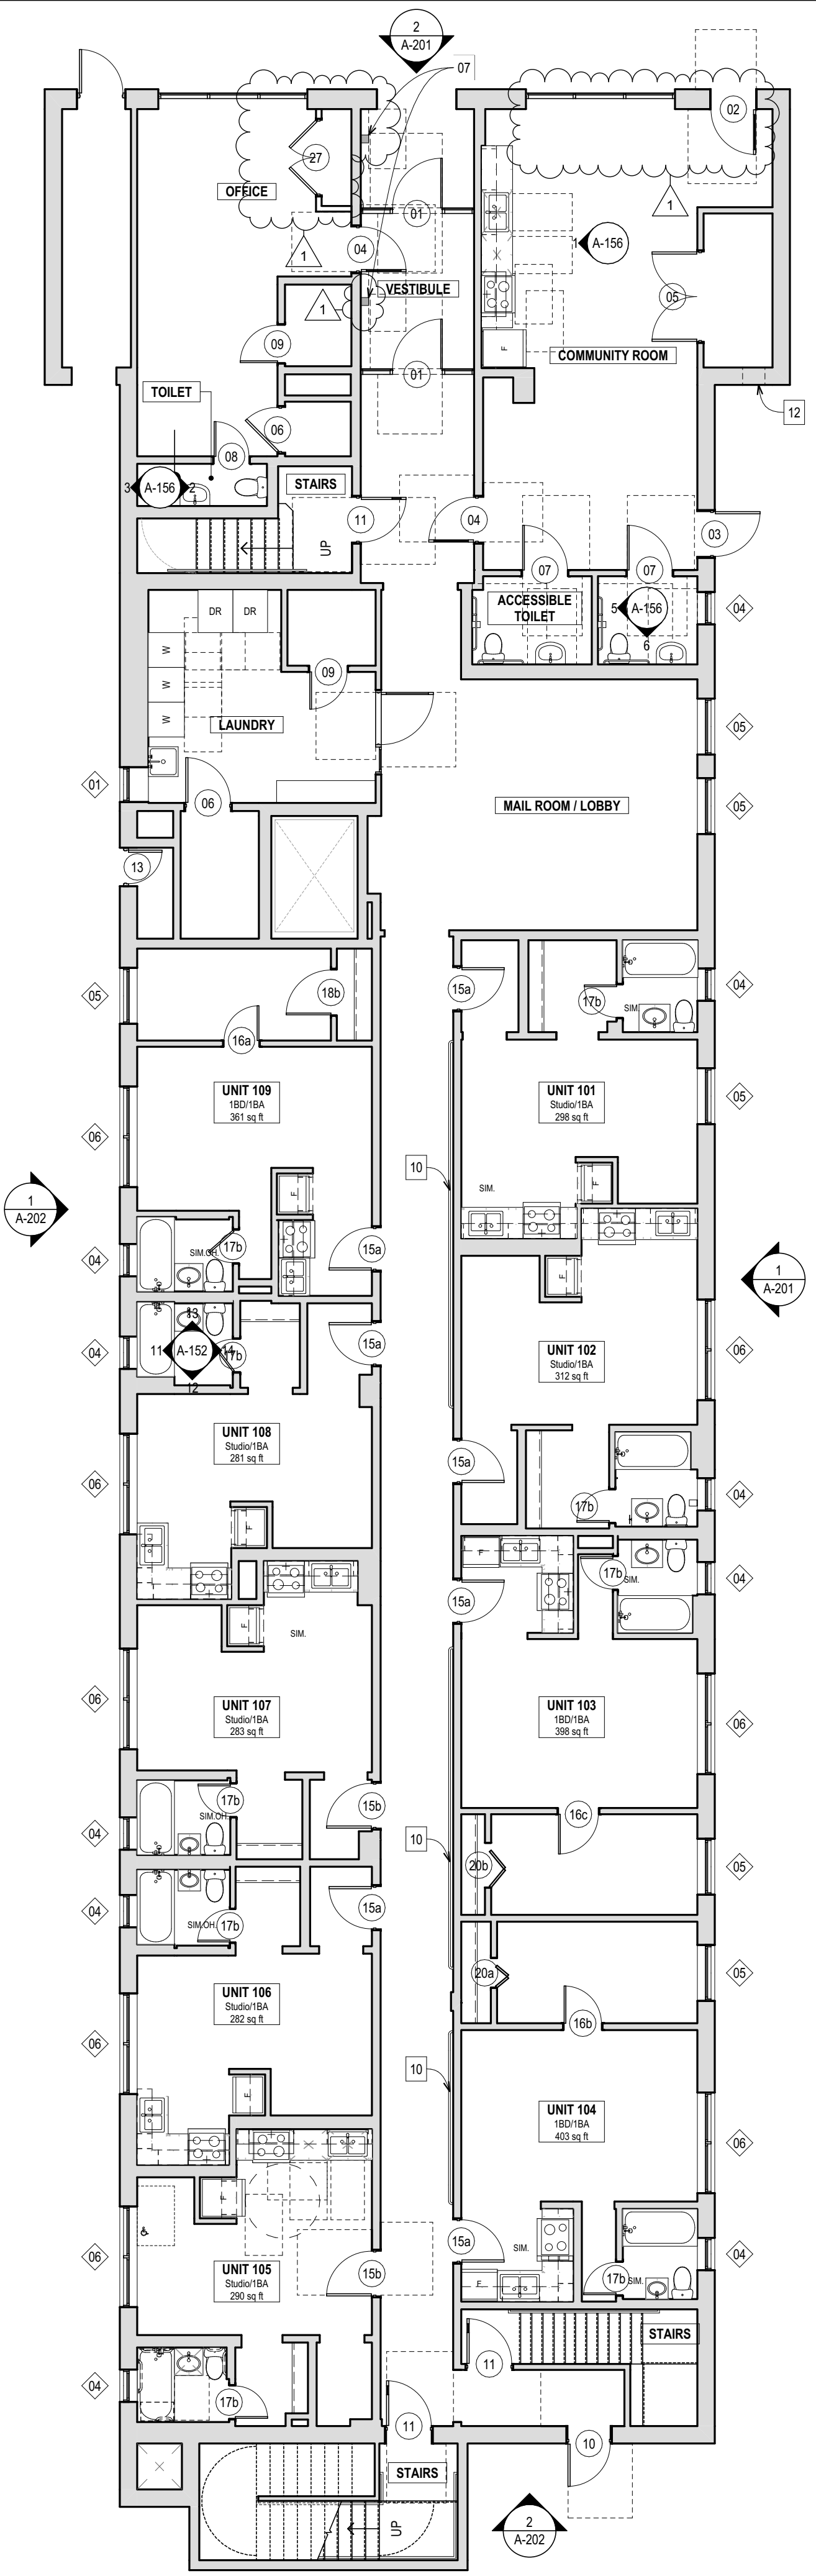 2
A-201
07
02
27
OFFICE
1
01
04
1
A-156
1
VESTIBULE
1
05
09
COMMUNITY ROOM
F
01
TOILET
12
06
08
3
A-156
2
STAIRS
11
04
03
UP
07
07
ACCESSIBLE
TOILET
5
A-156
6
04
DR
DR
W
W
W
09
LAUNDRY
05
01
06
MAIL ROOM / LOBBY
05
13
05
18b
15a
17b
SIM.
04
16a
UNIT 109
1BD/1BA
361 sq ft
UNIT 101
Studio/1BA
298 sq ft
05
06
10
SIM.
F
F
1
A-202
04
SIM.OH.
17b
15a
1
A-201
F
04
13
11
A-152
14
17b
12
15a
UNIT 102
Studio/1BA
312 sq ft
06
UNIT 108
Studio/1BA
281 sq ft
15a
06
17b
04
F
F
17b
SIM.
04
15a
F
SIM.
06
UNIT 107
Studio/1BA
283 sq ft
UNIT 103
1BD/1BA
398 sq ft
06
17b
SIM.OH.
15b
16c
04
10
20b
05
04
17b
SIM.OH.
15a
20a
05
UNIT 106
Studio/1BA
282 sq ft
16b
06
10
F
UNIT 104
1BD/1BA
403 sq ft
06
F
15a
SIM.
04
06
UNIT 105
Studio/1BA
290 sq ft
15b
F
17b
SIM.
STAIRS
11
04
17b
11
10
STAIRS
UP
2
A-202